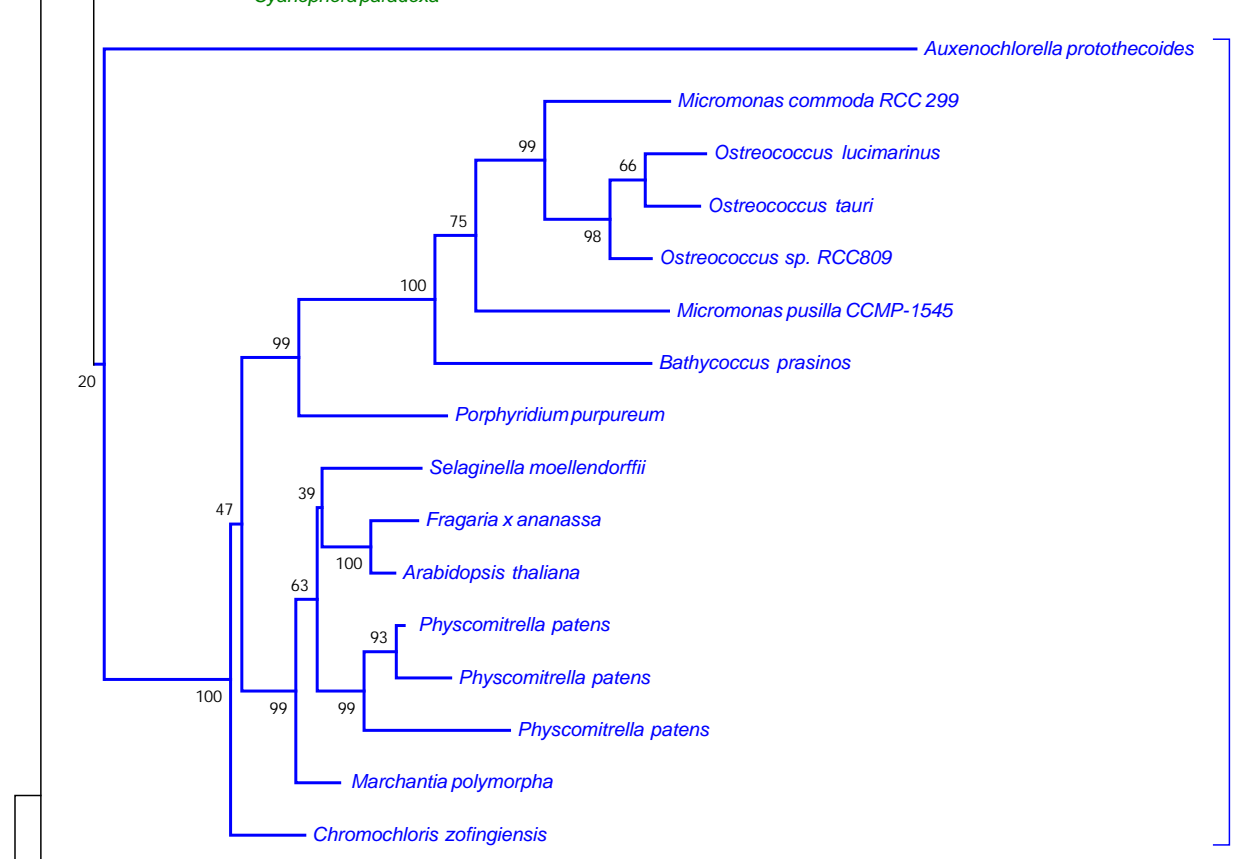 Cyanophora paradoxa
Auxenochlorella protothecoides
Micromonas commoda RCC 299
99
Ostreococcus lucimarinus
66
Ostreococcus tauri
75
98
Ostreococcus sp. RCC809
100
Micromonas pusilla CCMP-1545
99
Bathycoccus prasinos
20
Porphyridium purpureum
Selaginella moellendorffii
39
47
Fragaria x ananassa
100
Arabidopsis thaliana
63
Physcomitrella patens
93
Physcomitrella patens
100
99
99
Physcomitrella patens
Marchantia polymorpha
Chromochloris zofingiensis